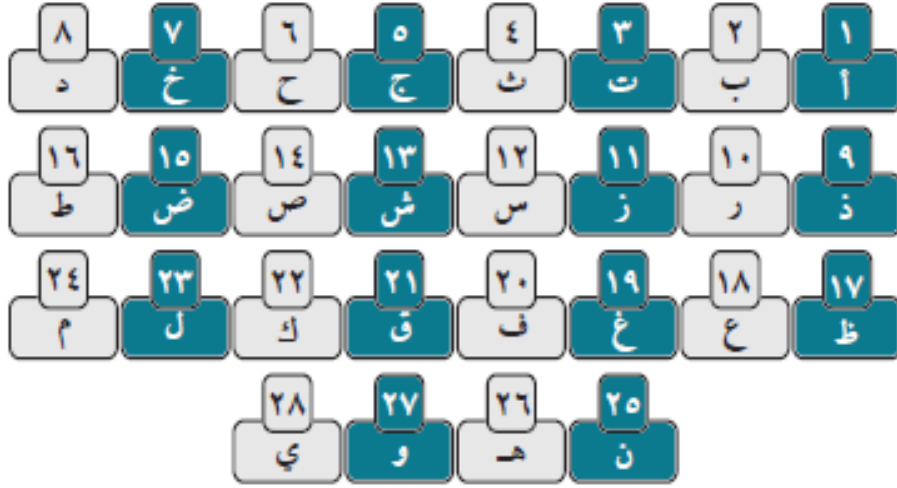 ١ ٢ ٣ ٤ ٥ ٦ ٧ ٨
أ ب ت ث ج ح خ د
٩ ١٠ ١١ ١٢ ١٣ ١٤ ١٥ ١٦
ذ ر ز س ش ص ض ط
١٧ ١٨ ١٩ ٢٠ ٢١ ٢٢ ٢٣ ٢٤
ظ ع غ ف ق ك ل م
٢٥ ٢٦ ٢٧ ٢٨
ن هـ و ي